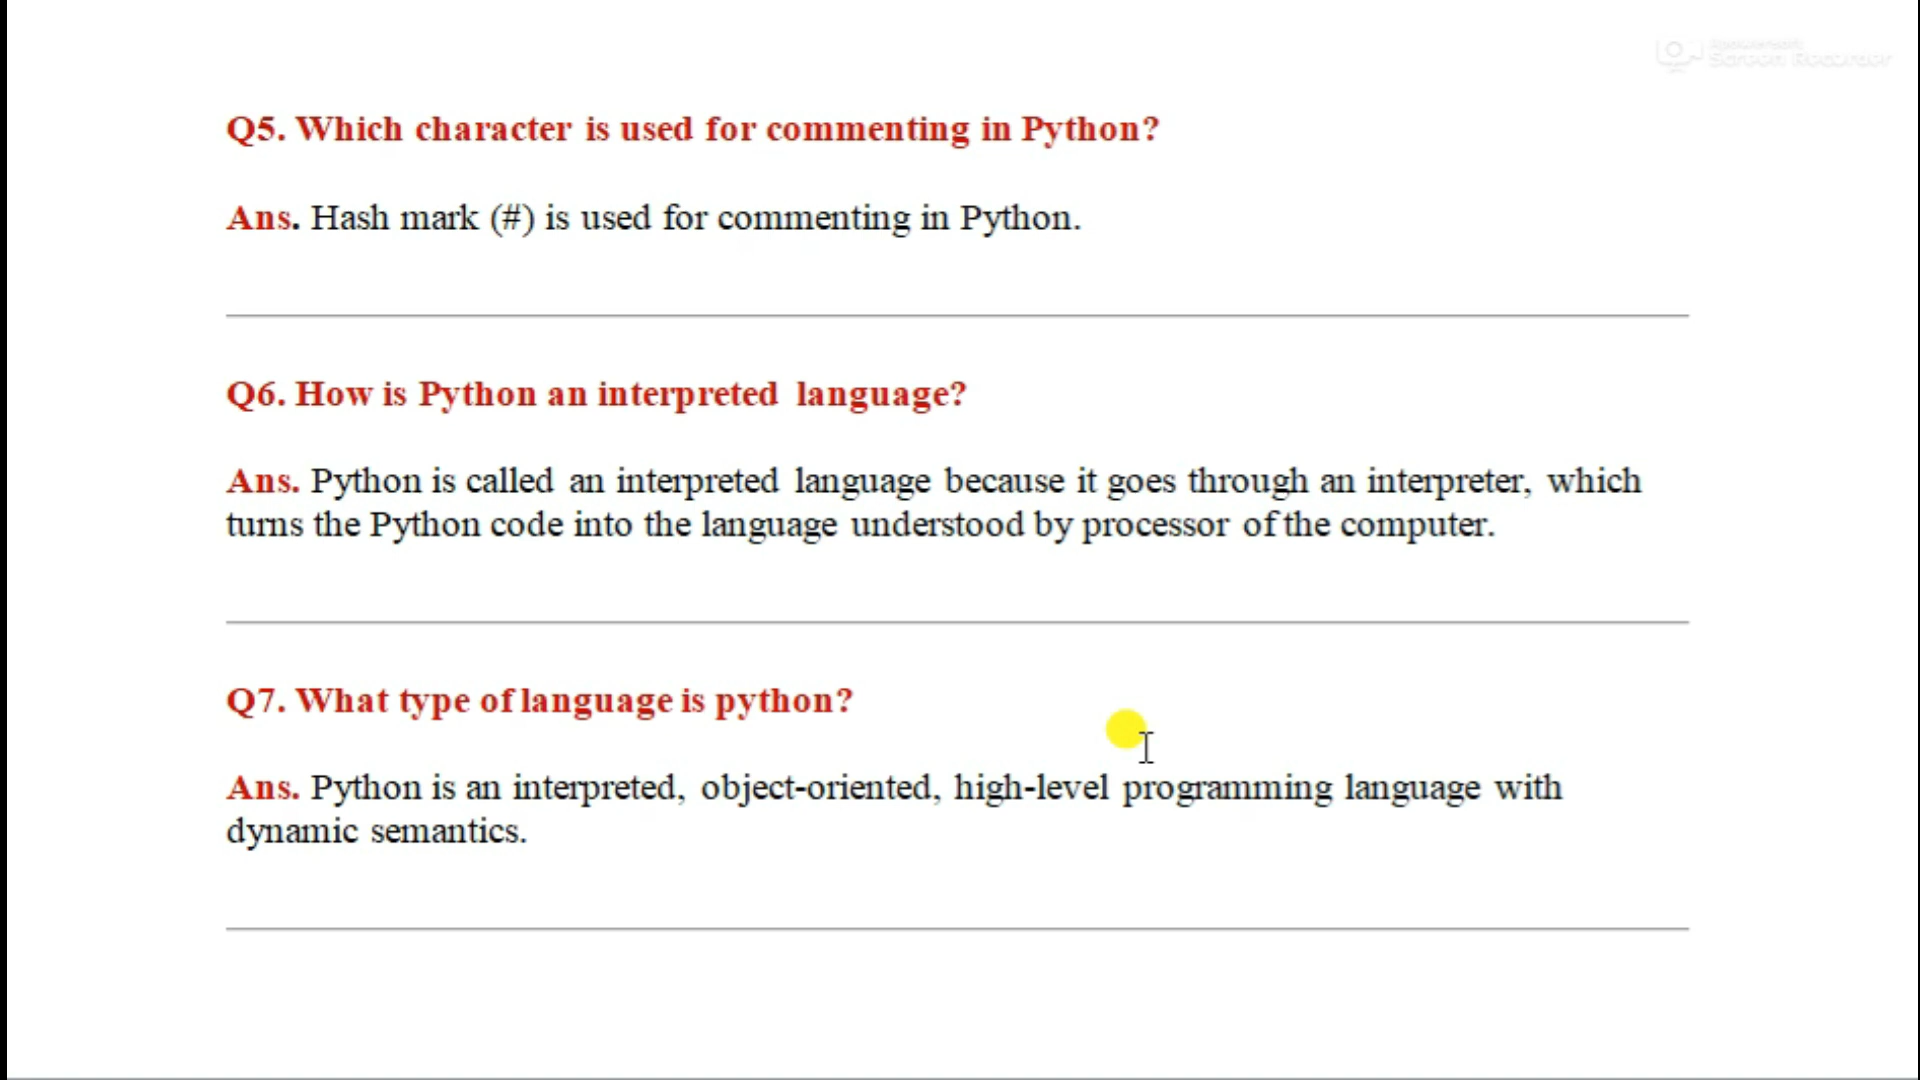 Apowersoft
Screen Recorder
Q5. Which character is used for commenting in Python?
Ans. Hash mark (#) is used for commenting in Python.
Q6. How is Python an interpreted language?
Ans. Python is called an interpreted language because it goes through an interpreter, which
turns the Python code into the language understood by processor of the computer.
Q7. What type of language is python?
Ans. Python is an interpreted, object-oriented, high-level programming language with
dynamic semantics.